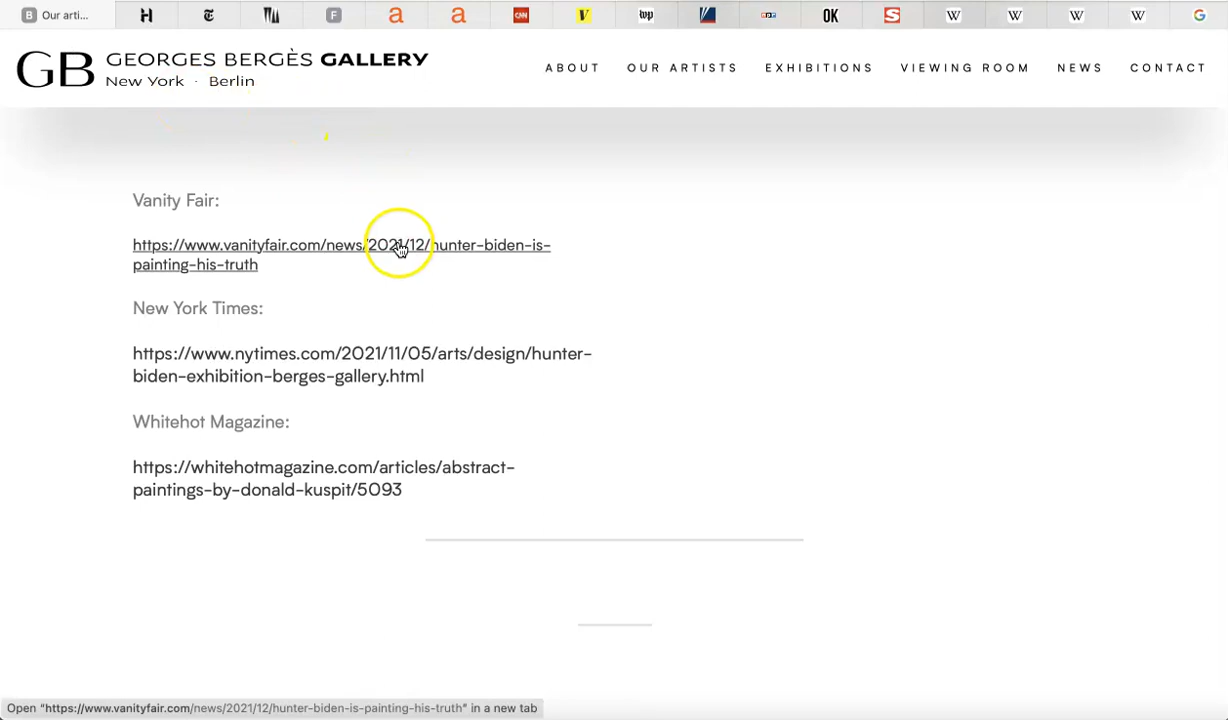 Our arti...
F
a
a
CNN
V
wp
npr
OK
S
W
W
W
W
G
GB GEORGES BERGÈS GALLERY
New York · Berlin
ABOUT OUR ARTISTS EXHIBITIONS VIEWING ROOM NEWS CONTACT
Vanity Fair:
https://www.vanityfair.com/news/2021/12/hunter-biden-is-
painting-his-truth
New York Times:
https://www.nytimes.com/2021/11/05/arts/design/hunter-
biden-exhibition-berges-gallery.html
Whitehot Magazine:
https://whitehotmagazine.com/articles/abstract-
paintings-by-donald-kuspit/5093
Open "https://www.vanityfair.com/news/2021/12/hunter-biden-is-painting-his-truth" in a new tab